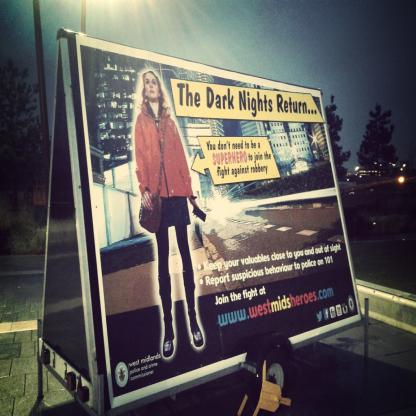 The Dark Nights Return...
You don't need to be a
SUPERHERO to join the
fight against robbery
• Keep your valuables close to you and out of sight
• Report suspicious behaviour to police on 101
Join the fight at
www.westmidsheroes.com
west midlands
police and crime
commissioner